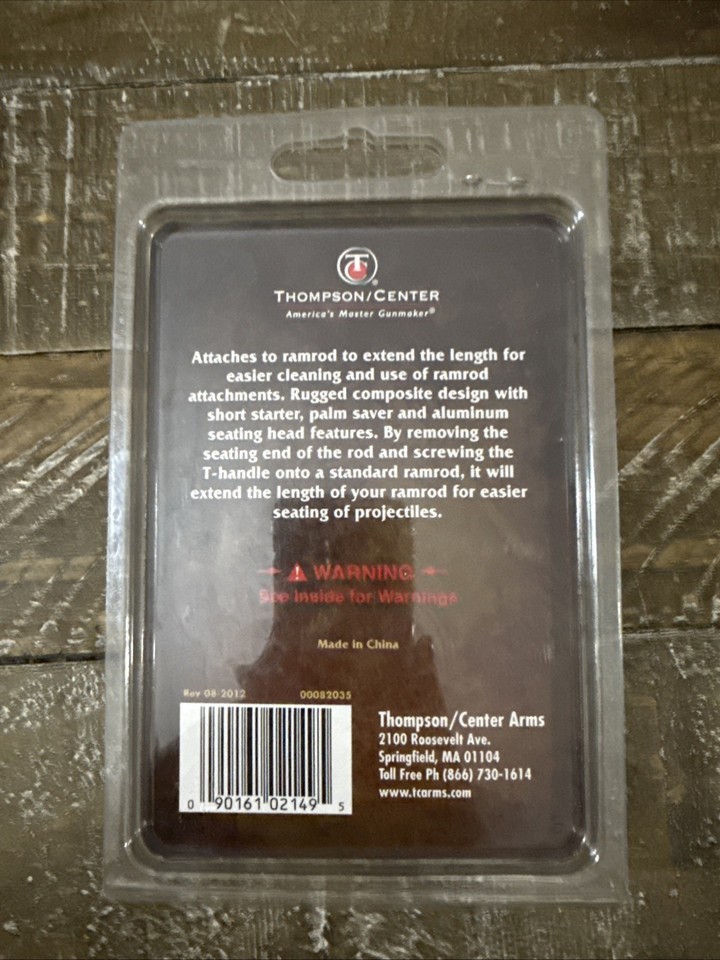 T
THOMPSON/CENTER
America's Master Gunmaker®
Attaches to ramrod to extend the length for
easier cleaning and use of ramrod
attachments. Rugged composite design with
short starter, palm saver and aluminum
seating head features. By removing the
seating end of the rod and screwing the
T-handle onto a standard ramrod, it will
extend the length of your ramrod for easier
seating of projectiles.
WARNING
See Inside for Warnings
Made in China
Rev 08-2012 00082035
0 90161 02149 5
Thompson/Center Arms
2100 Roosevelt Ave.
Springfield, MA 01104
Toll Free Ph (866) 730-1614
www.tcarms.com